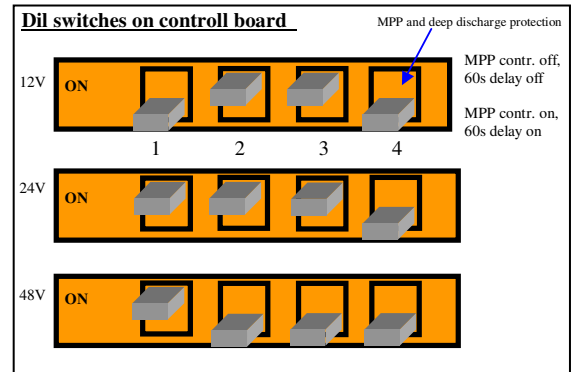 Dil switches on controll board
MPP and deep discharge protection
12V
ON
MPP contr. off,
60s delay off
MPP contr. on,
60s delay on
1 2 3 4
24V
ON
48V
ON